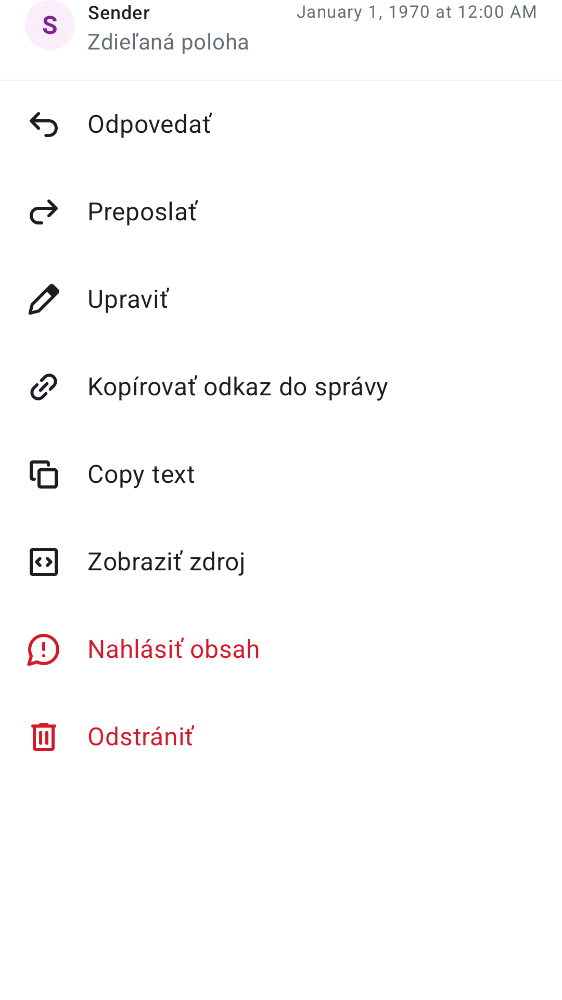 S
Sender
January 1, 1970 at 12:00 AM
Zdieľaná poloha
Odpovedať
Preposlať
Upraviť
Kopírovať odkaz do správy
Copy text
Zobraziť zdroj
Nahlásiť obsah
Odstrániť